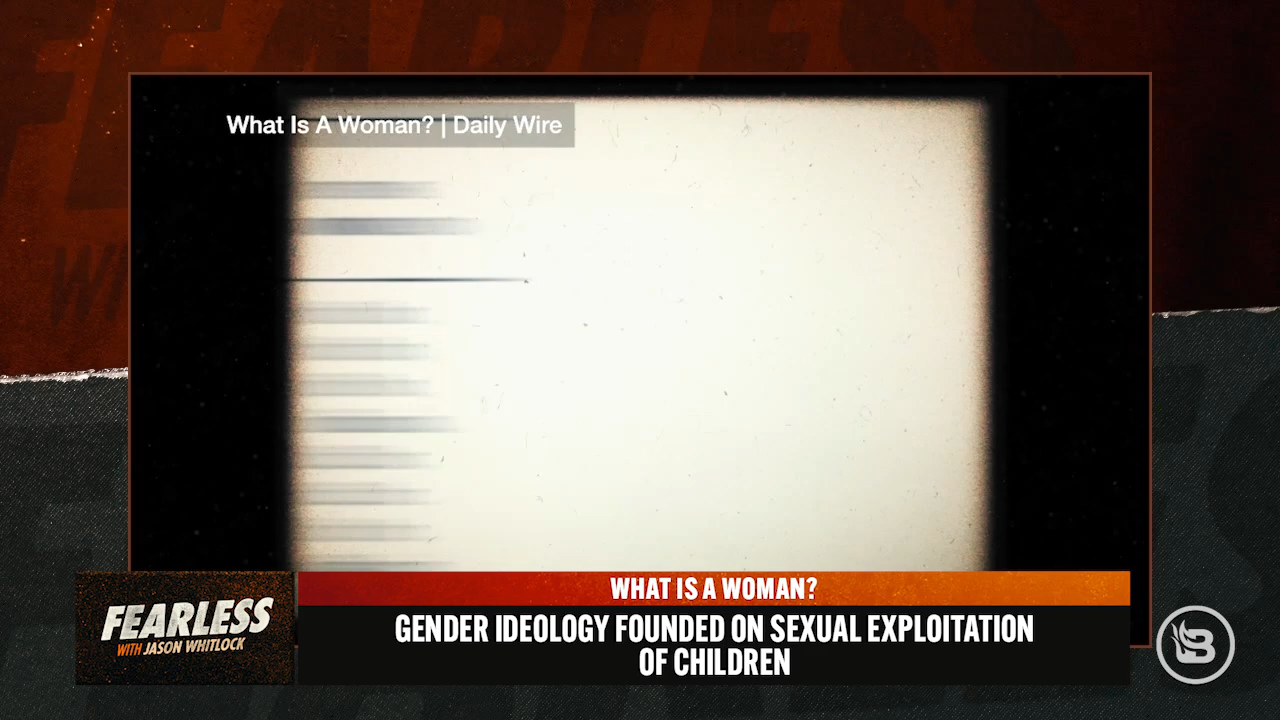 What Is A Woman? | Daily Wire
WHAT IS A WOMAN?
FEARLESS
WITH JASON WHITLOCK
GENDER IDEOLOGY FOUNDED ON SEXUAL EXPLOITATION
OF CHILDREN
B